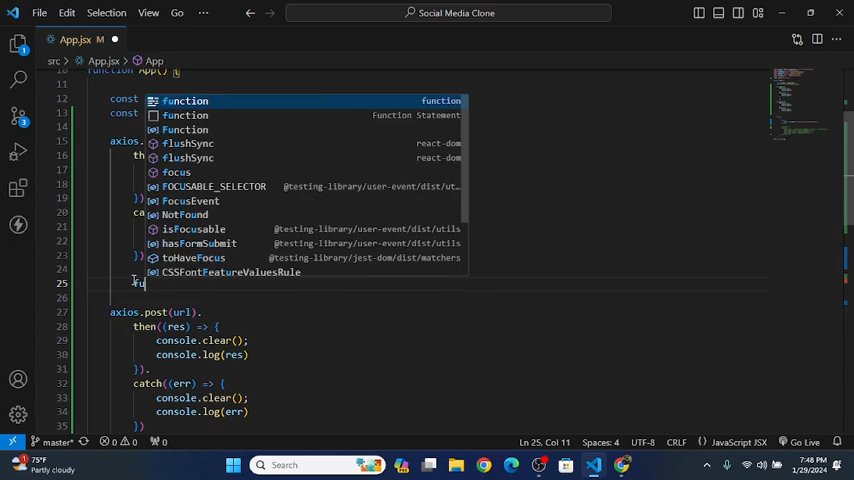 File Edit Selection View Go ··· Social Media Clone
App.jsx M
src > App.jsx > App
10 function App() {
11
12 const function function
13 const function Function Statement
14 Function
15 axios. flushSync react-dom
16 th flushSync react-dom
17 focus
18 FOCUSABLE_SELECTOR @testing-library/user-event/dist/ut...
19 }) FocusEvent
20 ca NotFound
21 isFocusable @testing-library/user-event/dist/utils
22 hasFormSubmit @testing-library/user-event/dist/utils
23 }) toHaveFocus @testing-library/jest-dom/dist/matchers
24 CSSFontFeatureValuesRule
25 fu
26
27 axios.post(url).
28 then((res) => {
29 console.clear();
30 console.log(res)
31 }).
32 catch((err) => {
33 console.clear();
34 console.log(err)
35 })
master* 0 0 0 Ln 25, Col 11 Spaces: 4 UTF-8 CRLF {} JavaScript JSX Go Live
75°F
Partly cloudy
Search
7:48 PM
1/29/2024